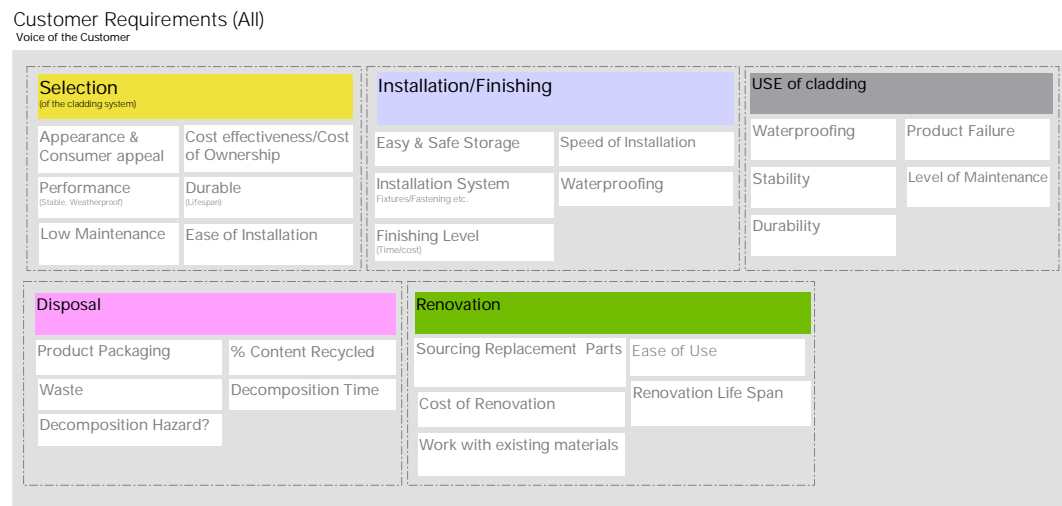 Customer Requirements (All)
Voice of the Customer
Selection
(of the cladding system)
Appearance &
Consumer appeal
Cost effectiveness/Cost
of Ownership
Performance
(Stable, Weatherproof)
Durable
(Lifespan)
Low Maintenance
Ease of Installation
Installation/Finishing
Easy & Safe Storage
Speed of Installation
Installation System
Fixtures/Fastening etc.
Waterproofing
Finishing Level
(Time/cost)
USE of cladding
Waterproofing
Product Failure
Stability
Level of Maintenance
Durability
Disposal
Product Packaging
% Content Recycled
Waste
Decomposition Time
Decomposition Hazard?
Renovation
Sourcing Replacement Parts
Ease of Use
Cost of Renovation
Renovation Life Span
Work with existing materials